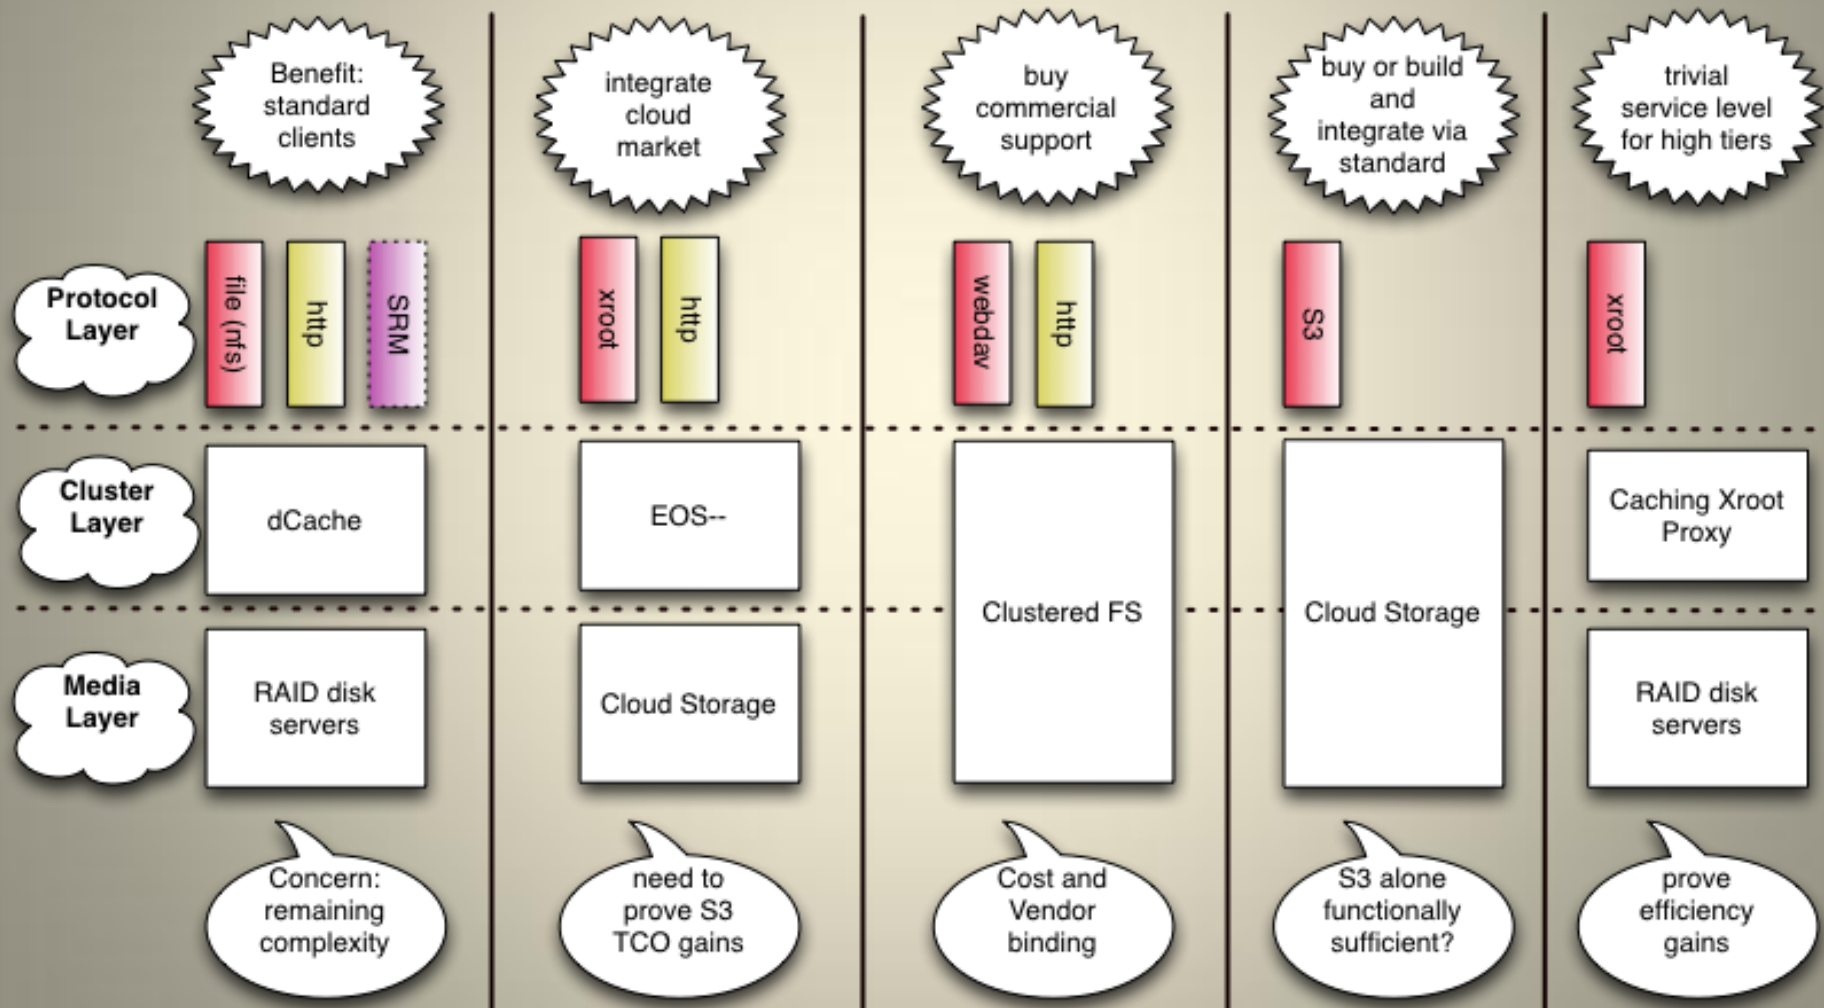 Benefit:
standard
clients
integrate
cloud
market
buy
commercial
support
buy or build
and
integrate via
standard
trivial
service level
for high tiers
Protocol
Layer
file (nfs)
http
SRM
xroot
http
webdav
http
S3
xroot
Cluster
Layer
dCache
EOS--
Clustered FS
Cloud Storage
Caching Xroot
Proxy
Media
Layer
RAID disk
servers
Cloud Storage
RAID disk
servers
Concern:
remaining
complexity
need to
prove S3
TCO gains
Cost and
Vendor
binding
S3 alone
functionally
sufficient?
prove
efficiency
gains